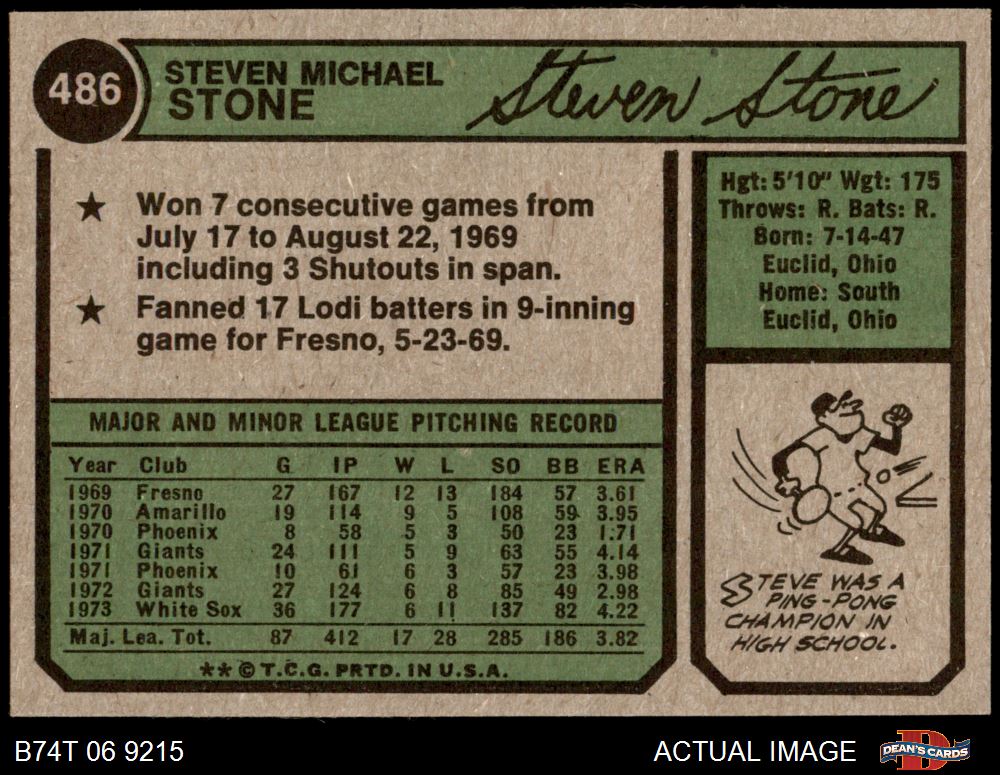 486
STEVEN MICHAEL
STONE
Steven Stone
★ Won 7 consecutive games from
July 17 to August 22, 1969
including 3 Shutouts in span.
★ Fanned 17 Lodi batters in 9-inning
game for Fresno, 5-23-69.
Hgt: 5'10" Wgt: 175
Throws: R. Bats: R.
Born: 7-14-47
Euclid, Ohio
Home: South
Euclid, Ohio
MAJOR AND MINOR LEAGUE PITCHING RECORD
Year Club G IP W L SO BB ERA
1969 Fresno 27 167 12 13 184 57 3.61
1970 Amarillo 19 114 9 5 108 59 3.95
1970 Phoenix 8 58 5 3 50 23 1.71
1971 Giants 24 111 5 9 63 55 4.14
1971 Phoenix 10 61 6 3 57 23 3.98
1972 Giants 27 124 6 8 85 49 2.98
1973 White Sox 36 177 6 11 137 82 4.22
Maj. Lea. Tot. 87 412 17 28 285 186 3.82
**© T.C.G. PRTD. IN U.S.A.
STEVE WAS A
PING-PONG
CHAMPION IN
HIGH SCHOOL.
B74T 06 9215
ACTUAL IMAGE
DEAN'S CARDS